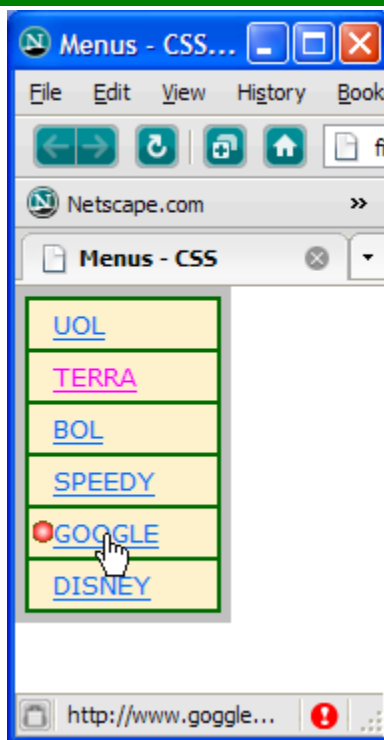 Menus - CSS...
File Edit View History Book
fi
Netscape.com »
Menus - CSS
UOL
TERRA
BOL
SPEEDY
GOOGLE
DISNEY
http://www.goggle...